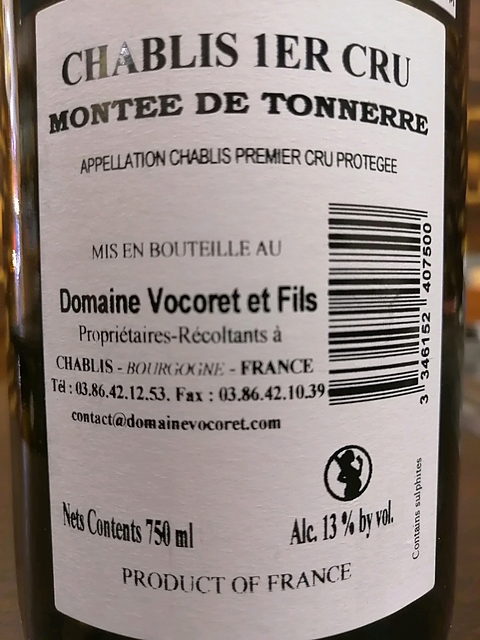 CHABLIS 1ER CRU
MONTEE DE TONNERRE
APPELLATION CHABLIS PREMIER CRU PROTEGEE
MIS EN BOUTEILLE AU
Domaine Vocoret et Fils
Propriétaires-Récoltants à
CHABLIS - BOURGOGNE - FRANCE
Tél : 03.86.42.12.53. Fax : 03.86.42.10.39
contact@domainevocoret.com
3 346152 407500
Nets Contents 750 ml
Alc. 13 % by vol.
Contains sulphites
PRODUCT OF FRANCE